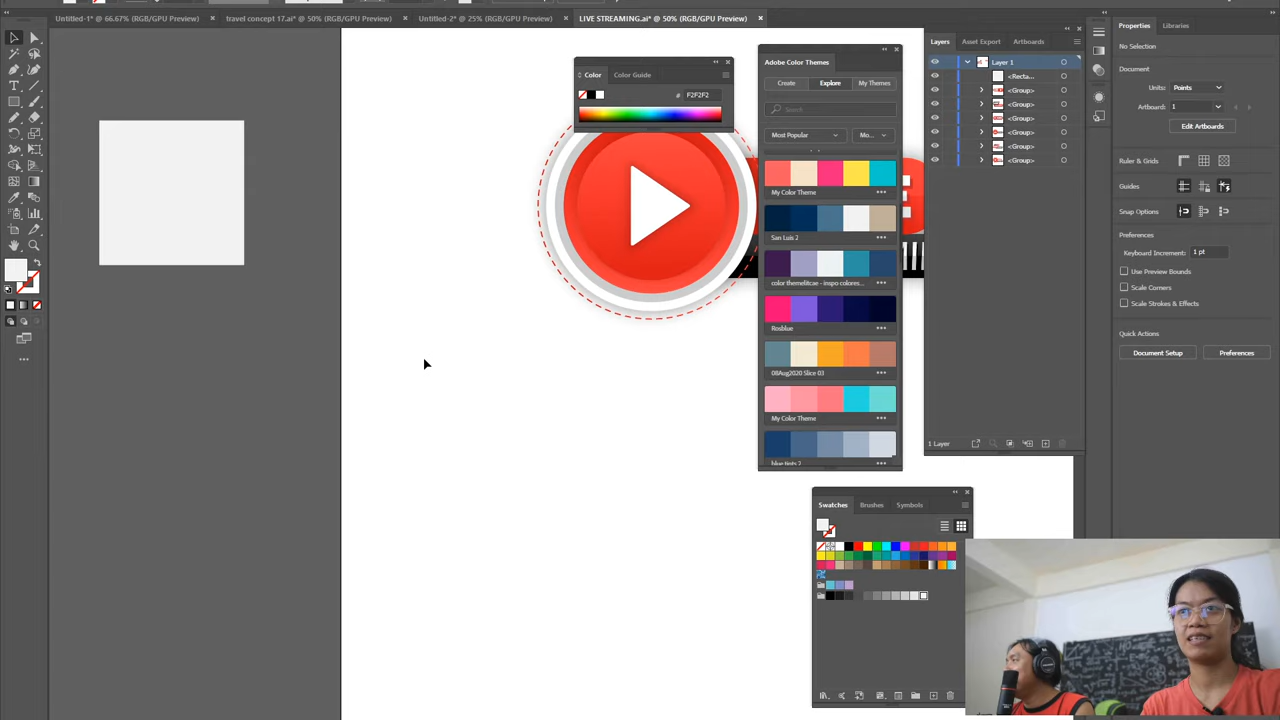 Untitled-1* @ 66.67% (RGB/GPU Preview)
travel concept 17.ai* @ 50% (RGB/GPU Preview)
Untitled-2* @ 25% (RGB/GPU Preview)
LIVE STREAMING.ai* @ 50% (RGB/GPU Preview)
Color
Color Guide
# F2F2F2
Adobe Color Themes
Create
Explore
My Themes
Search
Most Popular
Mo...
My Color Theme
San Luis 2
color themelitcae - inspo colores...
Rosblue
08Aug2020 Slice 03
My Color Theme
blue tints 2
Layers
Asset Export
Artboards
Layer 1
<Recta...
<Group>
<Group>
<Group>
<Group>
<Group>
<Group>
1 Layer
Swatches
Brushes
Symbols
Properties
Libraries
No Selection
Document
Units:
Points
Artboard:
1
Edit Artboards
Ruler & Grids
Guides
Snap Options
Preferences
Keyboard Increment:
1 pt
Use Preview Bounds
Scale Corners
Scale Strokes & Effects
Quick Actions
Document Setup
Preferences